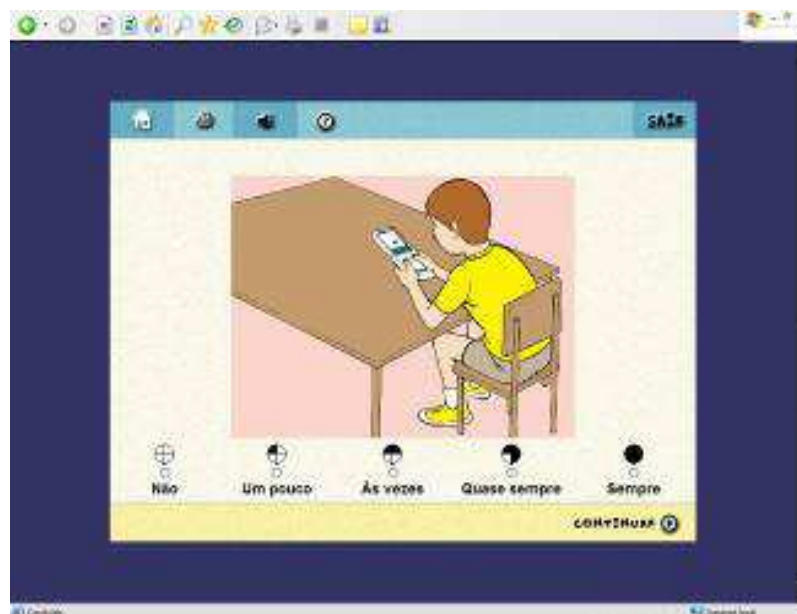 SAIR
Não
Um pouco
Às vezes
Quase sempre
Sempre
CONTINUAR